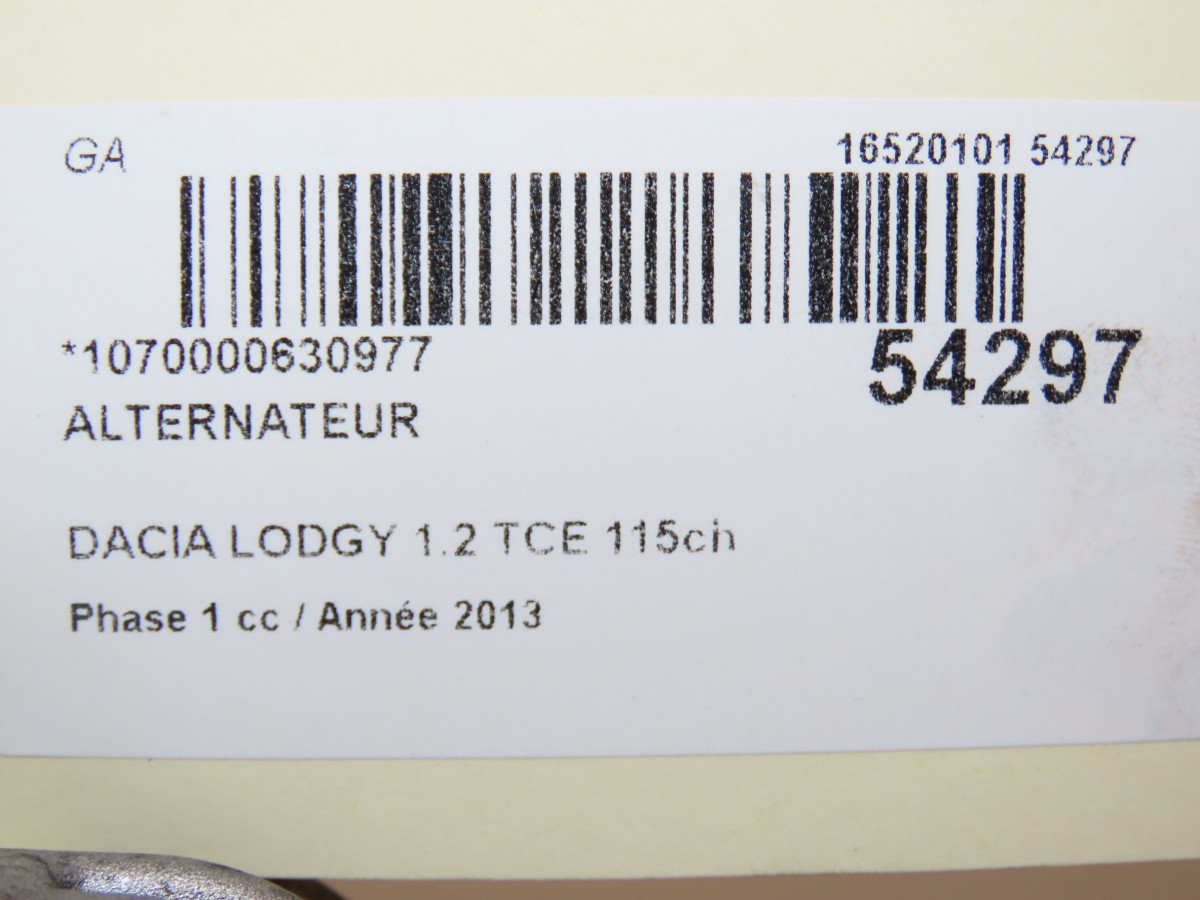 GA
16520101 54297
*1070000630977
54297
ALTERNATEUR
DACIA LODGY 1.2 TCE 115ch
Phase 1 cc / Année 2013